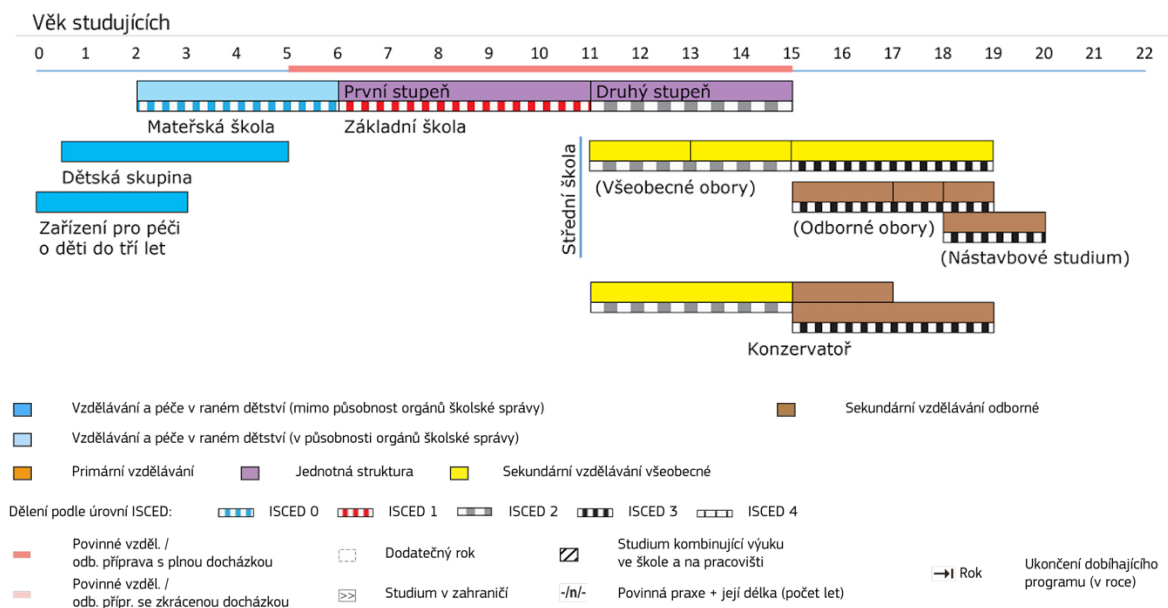 Věk studujících
0 1 2 3 4 5 6 7 8 9 10 11 12 13 14 15 16 17 18 19 20 21 22
První stupeň Druhý stupeň
Mateřská škola Základní škola
Dětská skupina
Zařízení pro péči
o děti do tří let
Střední škola
(Všeobecné obory)
(Odborné obory)
(Nástavbové studium)
Konzervatoř
Vzdělávání a péče v raném dětství (mimo působnost orgánů školské správy) Sekundární vzdělávání odborné
Vzdělávání a péče v raném dětství (v působnosti orgánů školské správy)
Primární vzdělávání Jednotná struktura Sekundární vzdělávání všeobecné
Dělení podle úrovní ISCED: ISCED 0 ISCED 1 ISCED 2 ISCED 3 ISCED 4
Povinné vzděl. /
odb. příprava s plnou docházkou
Dodatečný rok
Studium kombinující výuku
ve škole a na pracovišti
Povinné vzděl. /
odb. přípr. se zkrácenou docházkou
>> Studium v zahraničí
-/n/- Povinná praxe + její délka (počet let)
Rok
Ukončení dobíhajícího
programu (v roce)